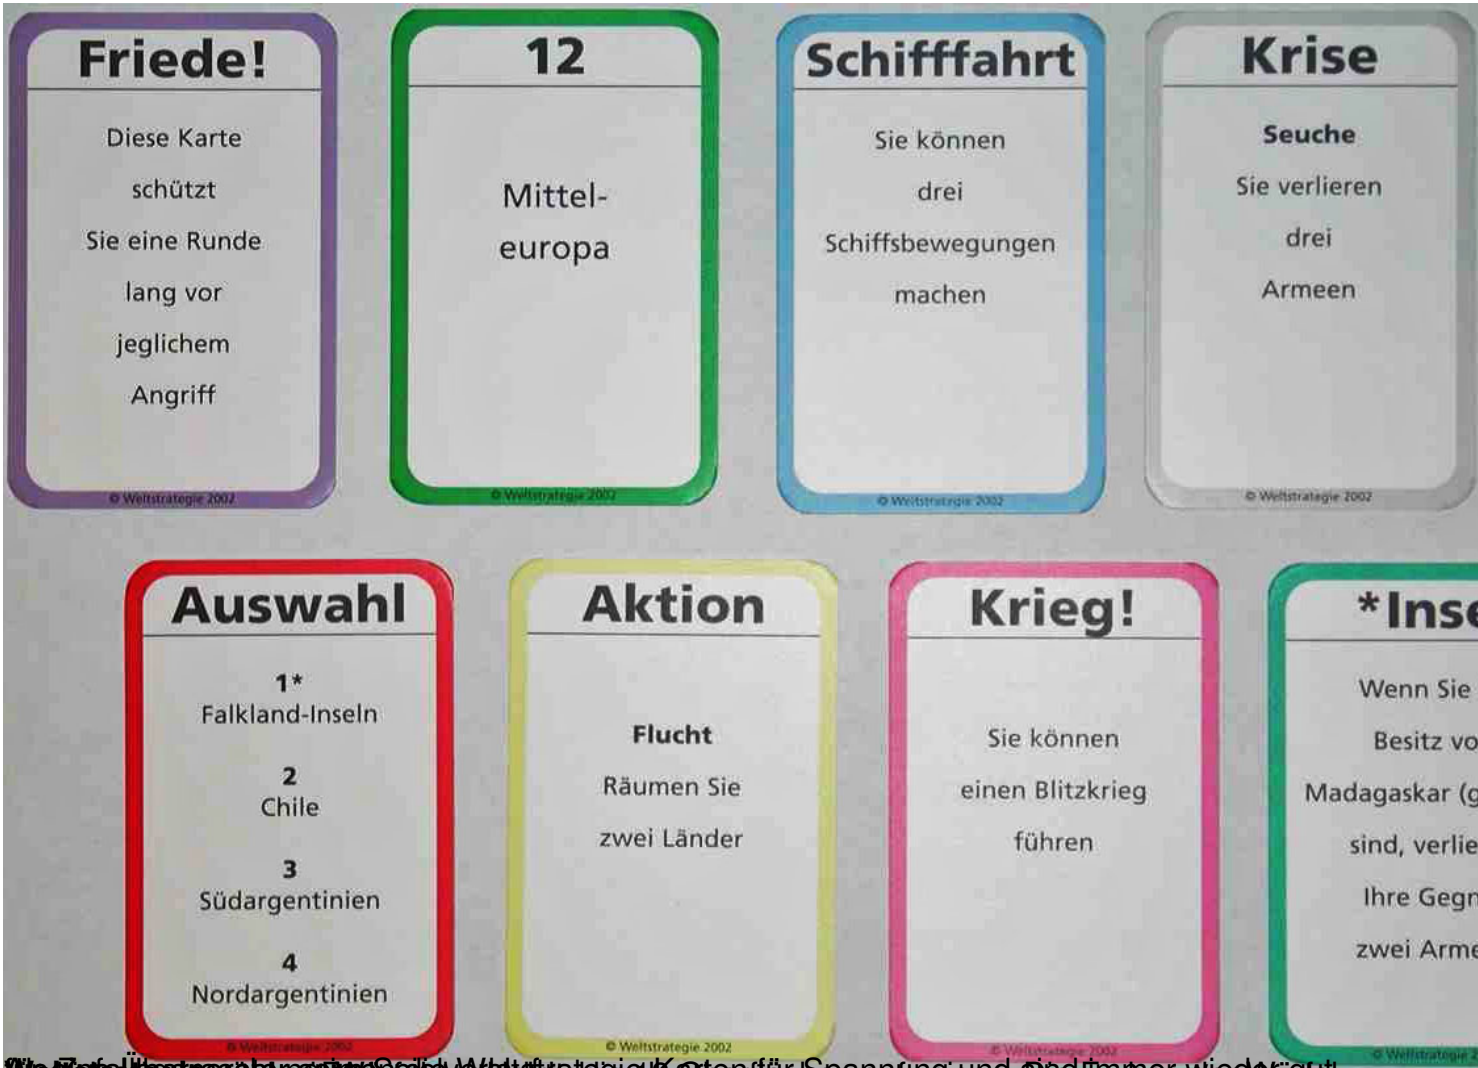 Friede!
Diese Karte
schützt
Sie eine Runde
lang vor
jeglichem
Angriff
© Weltstrategie 2002
12
Mittel-
europa
© Weltstrategie 2002
Schifffahrt
Sie können
drei
Schiffsbewegungen
machen
© Weltstrategie 2002
Krise
Seuche
Sie verlieren
drei
Armeen
© Weltstrategie 2002
Auswahl
1*
Falkland-Inseln
2
Chile
3
Südargentinien
4
Nordargentinien
© Weltstrategie 2002
Aktion
Flucht
Räumen Sie
zwei Länder
© Weltstrategie 2002
Krieg!
Sie können
einen Blitzkrieg
führen
© Weltstrategie 2002
*Inse
Wenn Sie
Besitz vo
Madagaskar (g
sind, verlie
Ihre Gegn
zwei Arme
© Weltstrategie 2